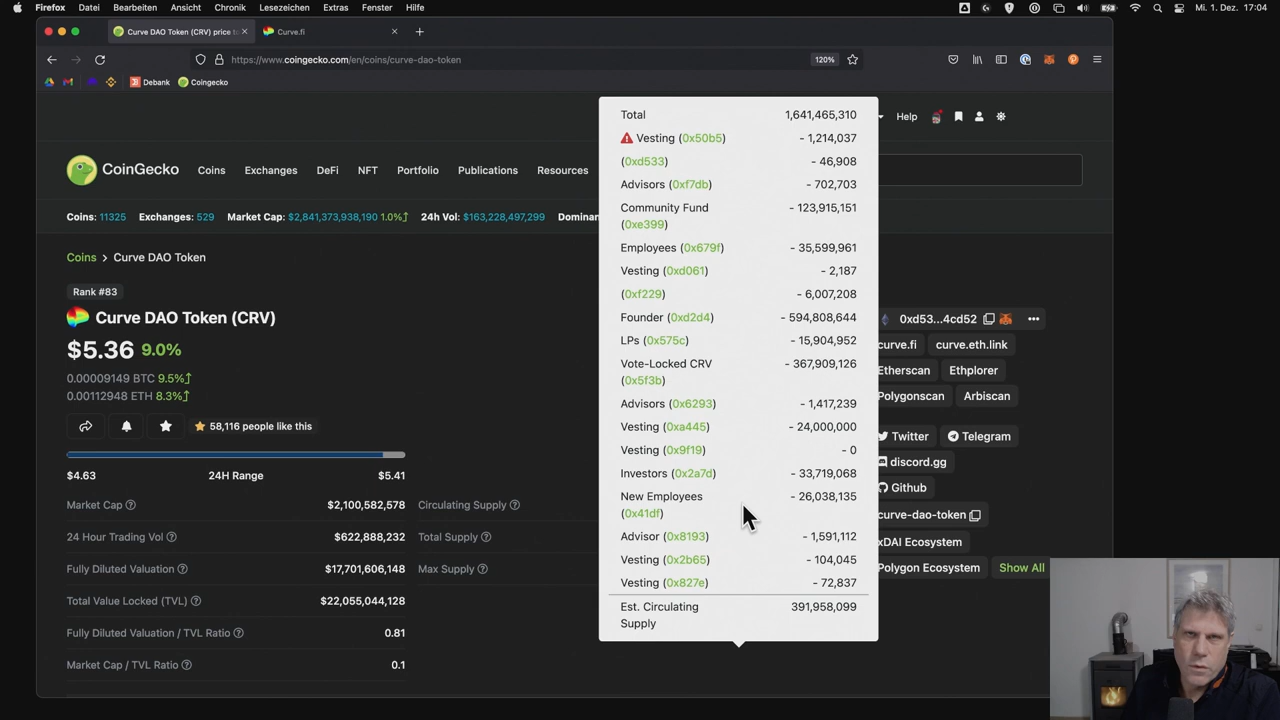 Firefox Datei Bearbeiten Ansicht Chronik Lesezeichen Extras Fenster Hilfe Mi. 1. Dez. 17:04
Curve DAO Token (CRV) price t Curve.fi
https://www.coingecko.com/en/coins/curve-dao-token 120%
Debank Coingecko
CoinGecko Coins Exchanges DeFi NFT Portfolio Publications Resources Help
Coins: 11325 Exchanges: 529 Market Cap: $2,841,373,938,190 1.0% 24h Vol: $163,228,497,299 Dominan
Coins > Curve DAO Token
Rank #83
Curve DAO Token (CRV)
$5.36 9.0%
0.00009149 BTC 9.5%
0.00112948 ETH 8.3%
58,116 people like this
$4.63 24H Range $5.41
Market Cap $2,100,582,578
24 Hour Trading Vol $622,888,232
Fully Diluted Valuation $17,701,606,148
Total Value Locked (TVL) $22,055,044,128
Fully Diluted Valuation / TVL Ratio 0.81
Market Cap / TVL Ratio 0.1
Circulating Supply
Total Supply
Max Supply
Total 1,641,465,310
Vesting (0x50b5) - 1,214,037
(0xd533) - 46,908
Advisors (0xf7db) - 702,703
Community Fund - 123,915,151
(0xe399)
Employees (0x679f) - 35,599,961
Vesting (0xd061) - 2,187
(0xf229) - 6,007,208
Founder (0xd2d4) - 594,808,644
LPs (0x575c) - 15,904,952
Vote-Locked CRV - 367,909,126
(0x5f3b)
Advisors (0x6293) - 1,417,239
Vesting (0xa445) - 24,000,000
Vesting (0x9f19) - 0
Investors (0x2a7d) - 33,719,068
New Employees - 26,038,135
(0x41df)
Advisor (0x8193) - 1,591,112
Vesting (0x2b65) - 104,045
Vesting (0x827e) - 72,837
Est. Circulating 391,958,099
Supply
0xd53...4cd52
curve.fi curve.eth.link
Etherscan Ethplorer
Polygonscan Arbiscan
Twitter Telegram
discord.gg
Github
curve-dao-token
xDAI Ecosystem
Polygon Ecosystem Show All